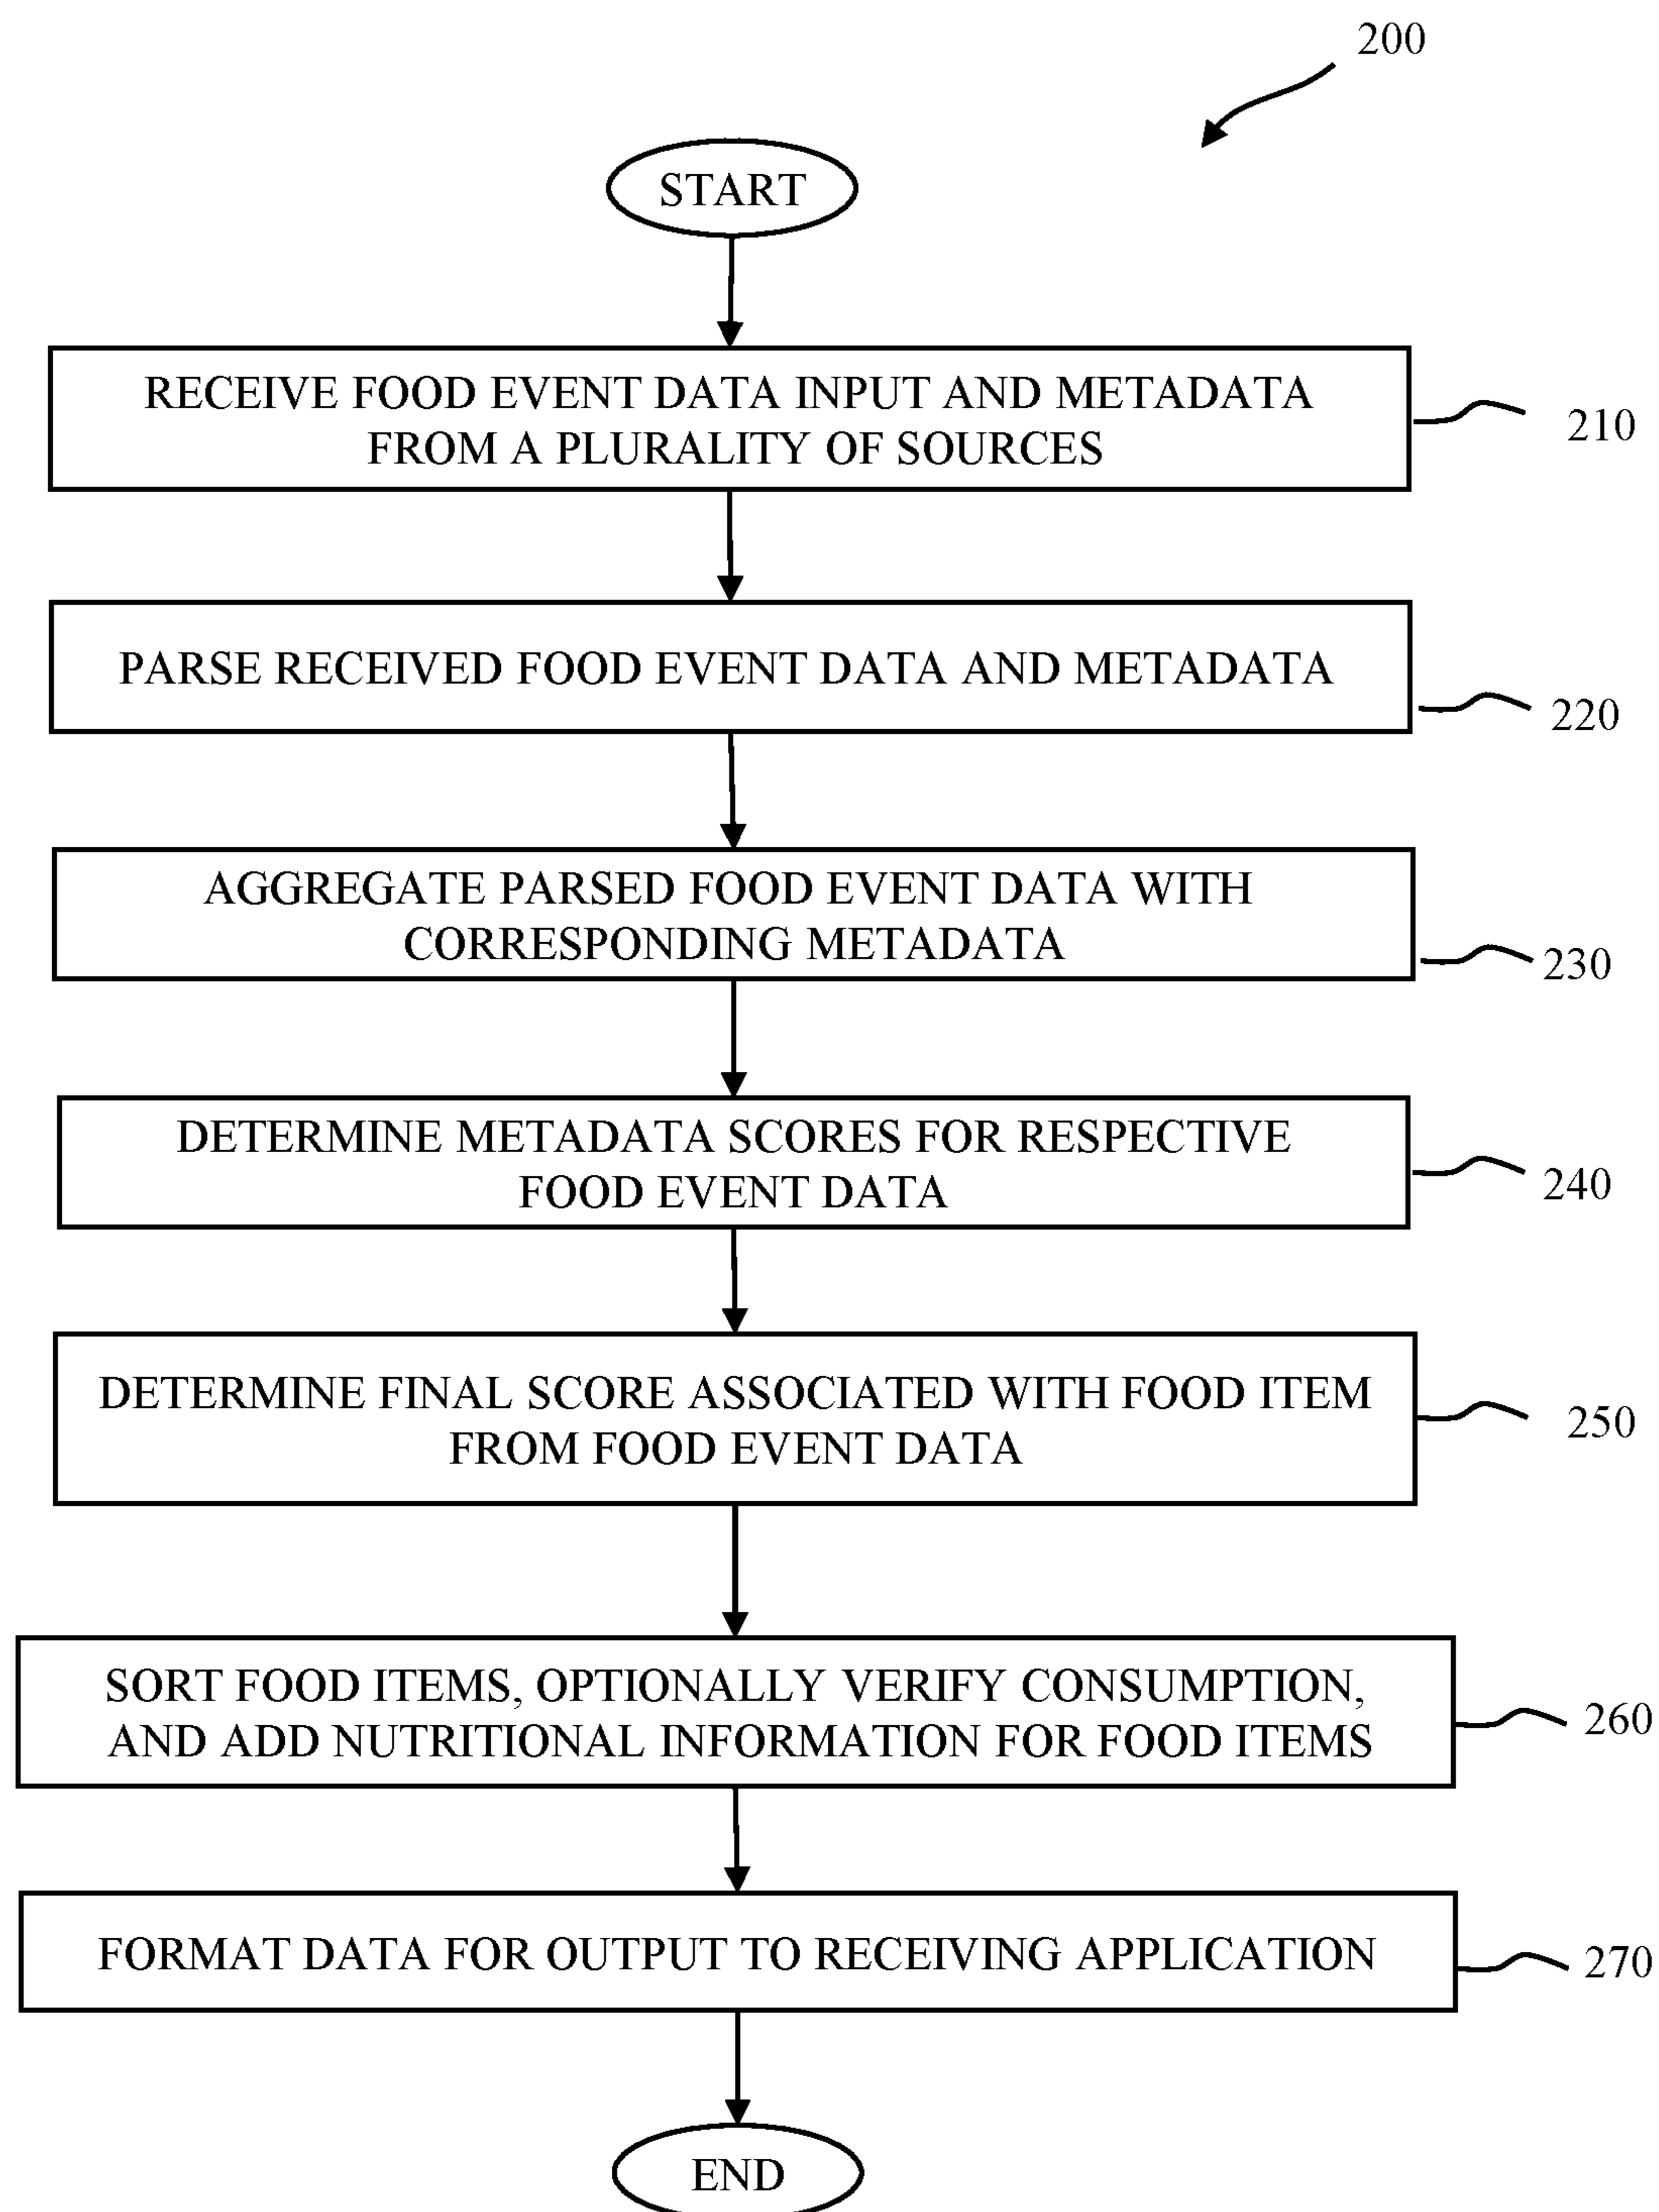 200
START
RECEIVE FOOD EVENT DATA INPUT AND METADATA
FROM A PLURALITY OF SOURCES
210
PARSE RECEIVED FOOD EVENT DATA AND METADATA
220
AGGREGATE PARSED FOOD EVENT DATA WITH
CORRESPONDING METADATA
230
DETERMINE METADATA SCORES FOR RESPECTIVE
FOOD EVENT DATA
240
DETERMINE FINAL SCORE ASSOCIATED WITH FOOD ITEM
FROM FOOD EVENT DATA
250
SORT FOOD ITEMS, OPTIONALLY VERIFY CONSUMPTION,
AND ADD NUTRITIONAL INFORMATION FOR FOOD ITEMS
260
FORMAT DATA FOR OUTPUT TO RECEIVING APPLICATION
270
END